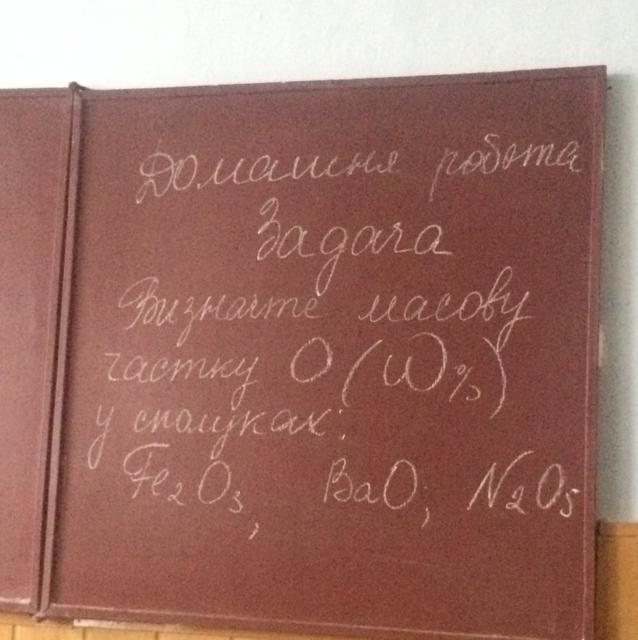 Домашня робота
Задача
Визначте масову
частку O (W%)
у сполуках:
Fe₂O₃, BaO; N₂O₅